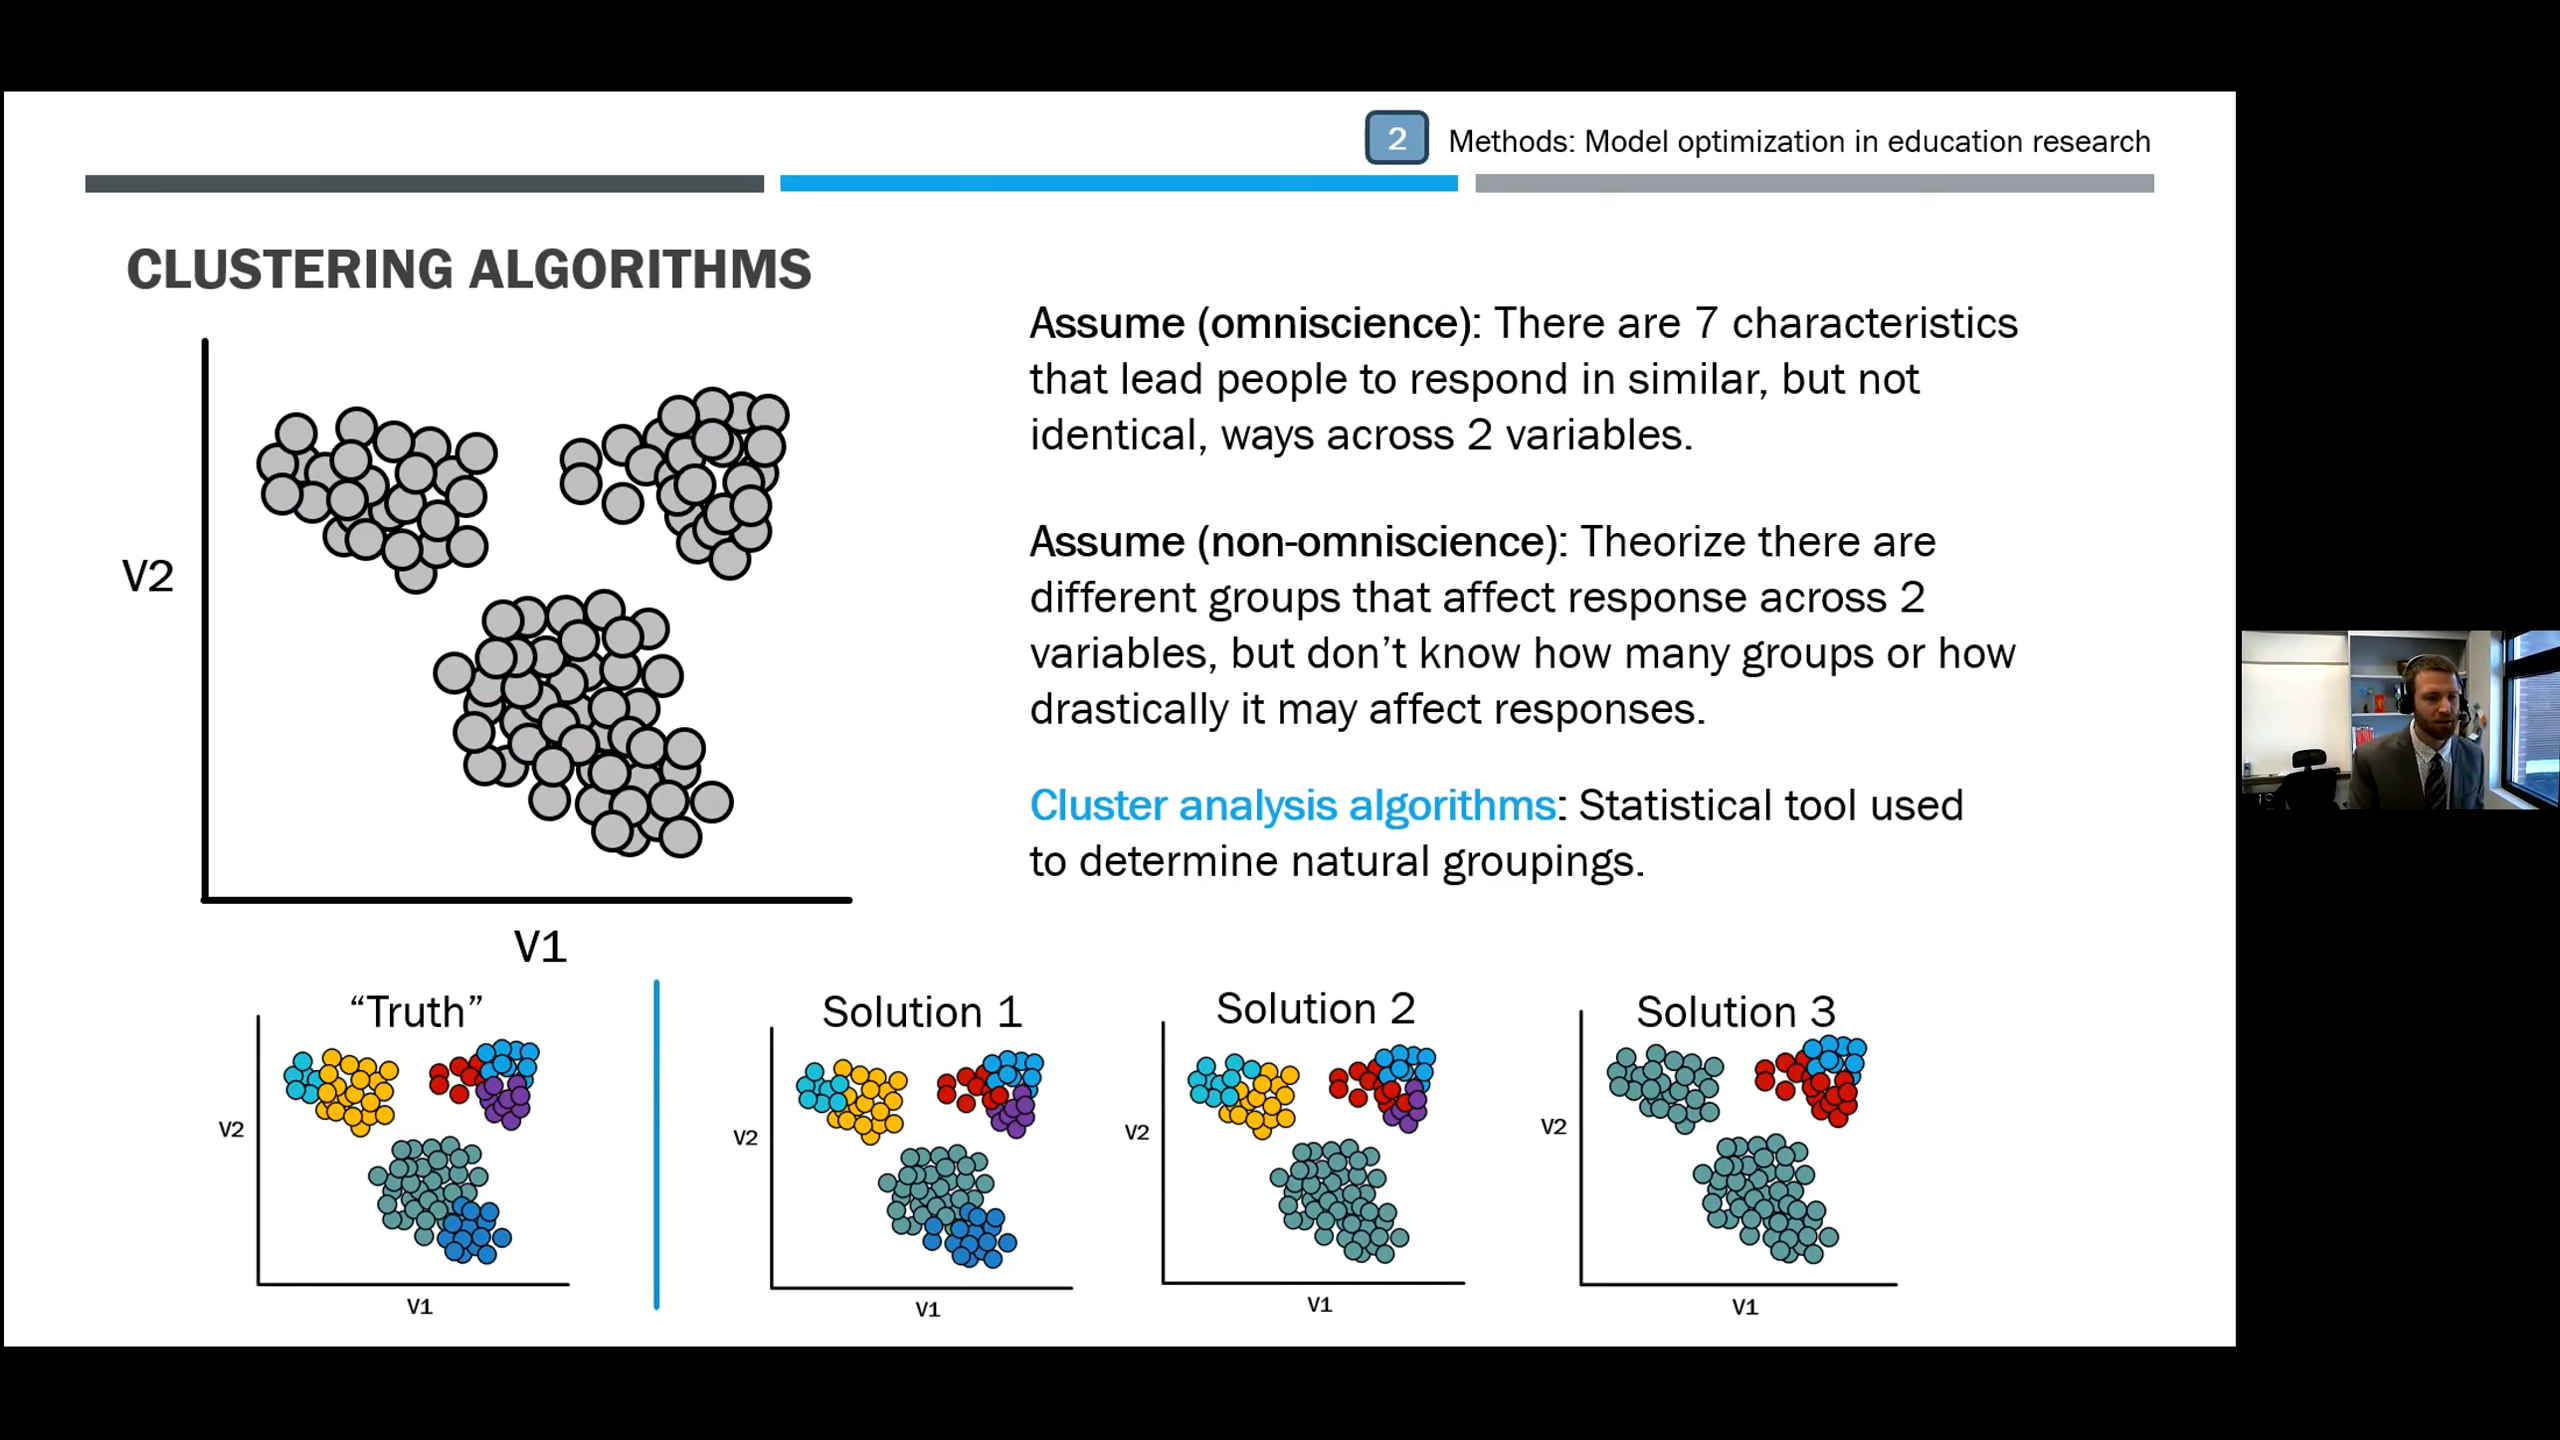 2
Methods: Model optimization in education research
CLUSTERING ALGORITHMS
V2
V1
Assume (omniscience): There are 7 characteristics
that lead people to respond in similar, but not
identical, ways across 2 variables.
Assume (non-omniscience): Theorize there are
different groups that affect response across 2
variables, but don’t know how many groups or how
drastically it may affect responses.
Cluster analysis algorithms: Statistical tool used
to determine natural groupings.
“Truth”
V2
V1
Solution 1
V2
V1
Solution 2
V2
V1
Solution 3
V2
V1